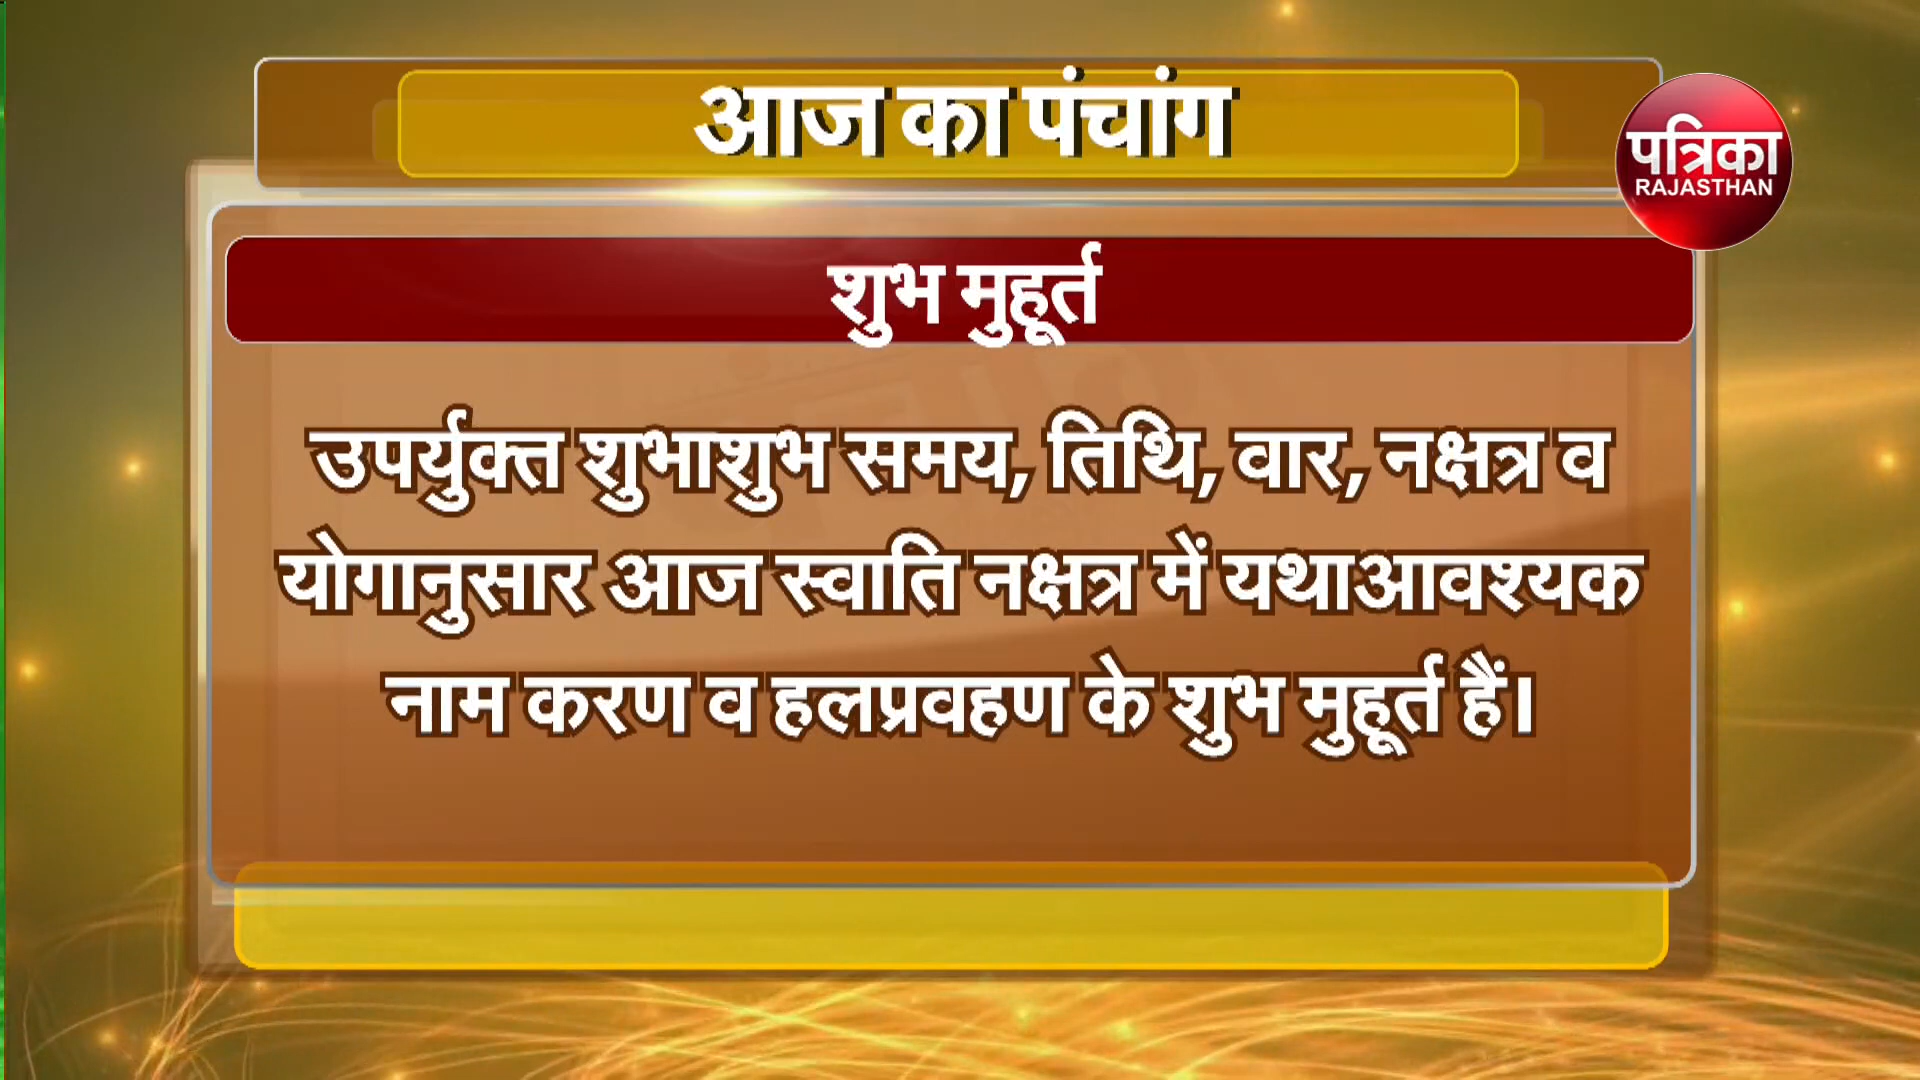 आज का पंचांग
पत्रिका
RAJASTHAN
शुभ मुहूर्त
उपर्युक्त शुभाशुभ समय, तिथि, वार, नक्षत्र व
योगानुसार आज स्वाति नक्षत्र में यथाआवश्यक
नाम करण व हलप्रवहण के शुभ मुहूर्त हैं।